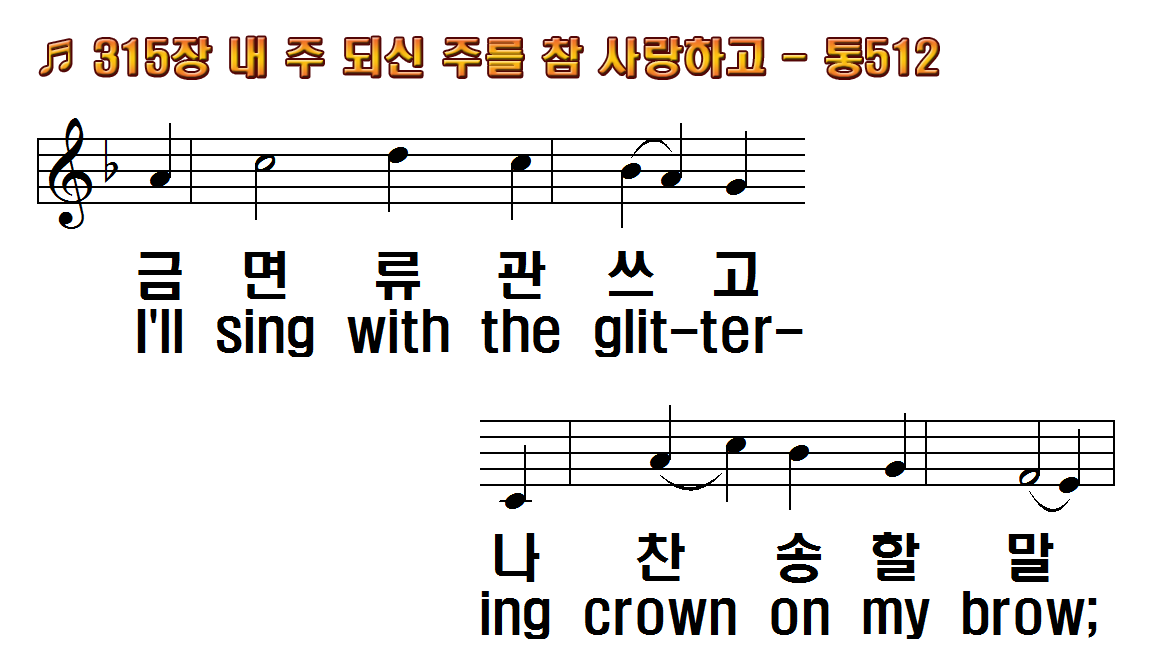 ♬ 315장 내 주 되신 주를 참 사랑하고 - 통512
금 면 류 관 쓰 고
I'll sing with the glit-ter-
나 찬 송 할 말
ing crown on my brow;